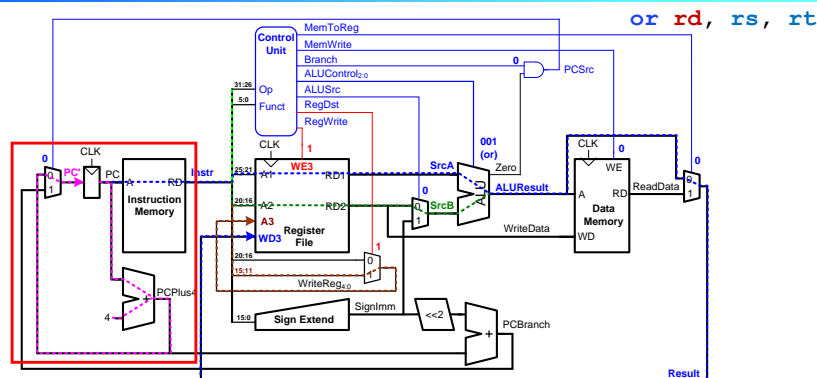 or rd, rs, rt
MemToReg
Control
Unit
MemWrite
Branch
0
PCSrc
ALUControl2:0
31:26
Op
ALUSrc
5:0
Funct
RegDst
RegWrite
0
CLK
PC'
0
1
PC
A
RD
Instruction
Memory
Instr
CLK
1
WE3
25:21
A1
RD1
20:16
A2
RD2
A3
WD3
Register
File
SrcA
001
(or)
Zero
ALU
ALUResult
0
0
1
SrcB
CLK
0
WE
A
RD
Data
Memory
WD
ReadData
WriteData
0
0
1
20:16
15:11
1
0
1
WriteReg4:0
PCPlus4
+
4
15:0
Sign Extend
SignImm
<<2
+
PCBranch
Result